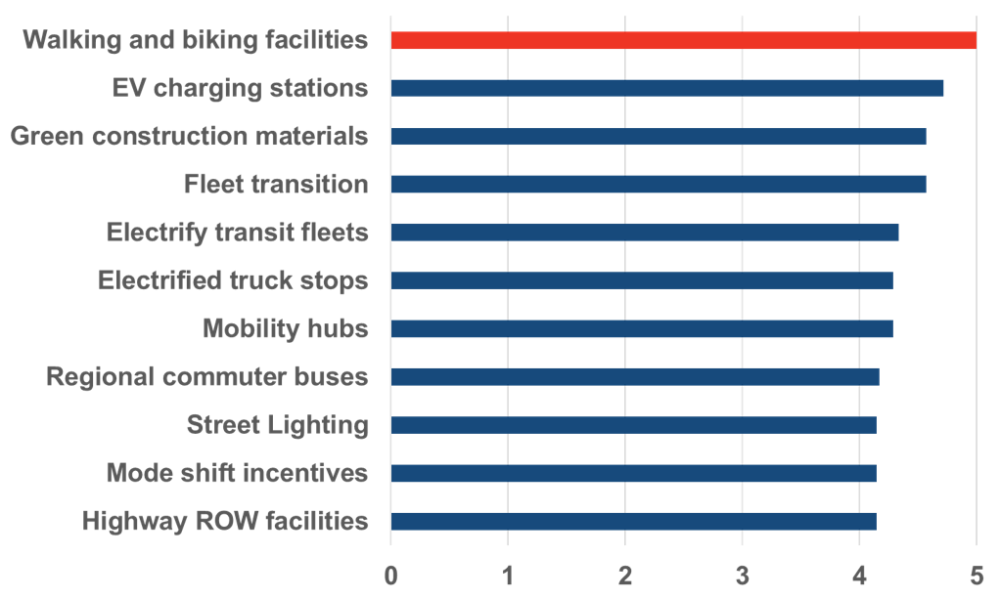 Walking and biking facilities
EV charging stations
Green construction materials
Fleet transition
Electrify transit fleets
Electrified truck stops
Mobility hubs
Regional commuter buses
Street Lighting
Mode shift incentives
Highway ROW facilities
0 1 2 3 4 5